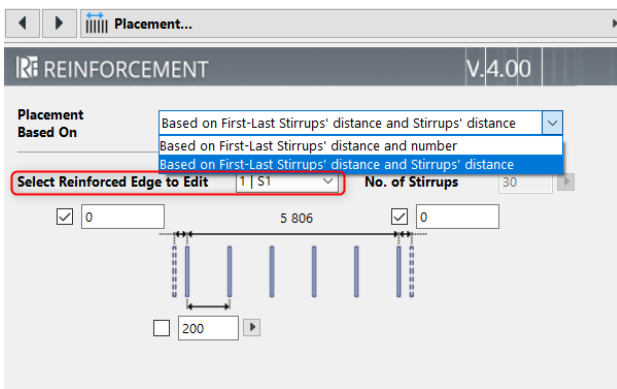 Placement...
REINFORCEMENT V.4.00
Placement
Based On
Based on First-Last Stirrups' distance and Stirrups' distance
Based on First-Last Stirrups' distance and number
Based on First-Last Stirrups' distance and Stirrups' distance
Select Reinforced Edge to Edit 1 | S1 No. of Stirrups 30
0 5 806 0
200